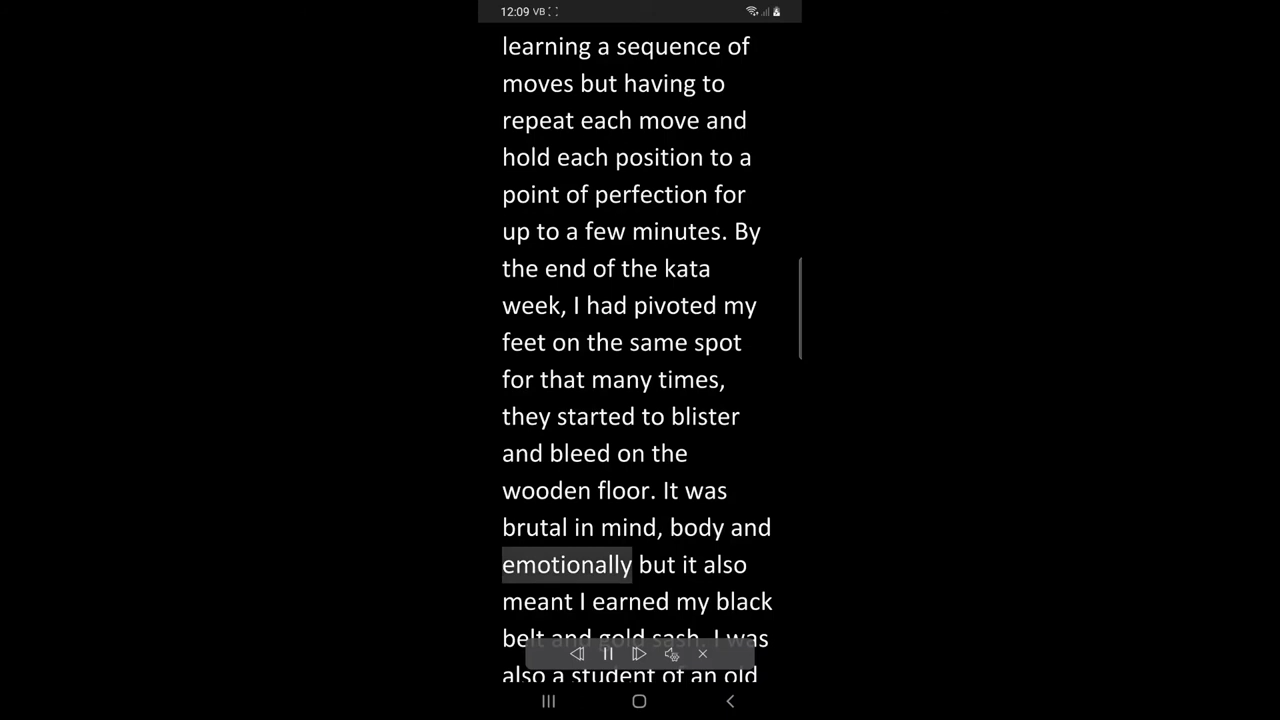 12:09 VB
learning a sequence of
moves but having to
repeat each move and
hold each position to a
point of perfection for
up to a few minutes. By
the end of the kata
week, I had pivoted my
feet on the same spot
for that many times,
they started to blister
and bleed on the
wooden floor. It was
brutal in mind, body and
emotionally but it also
meant I earned my black
belt and gold sash. I was
also a student of an old